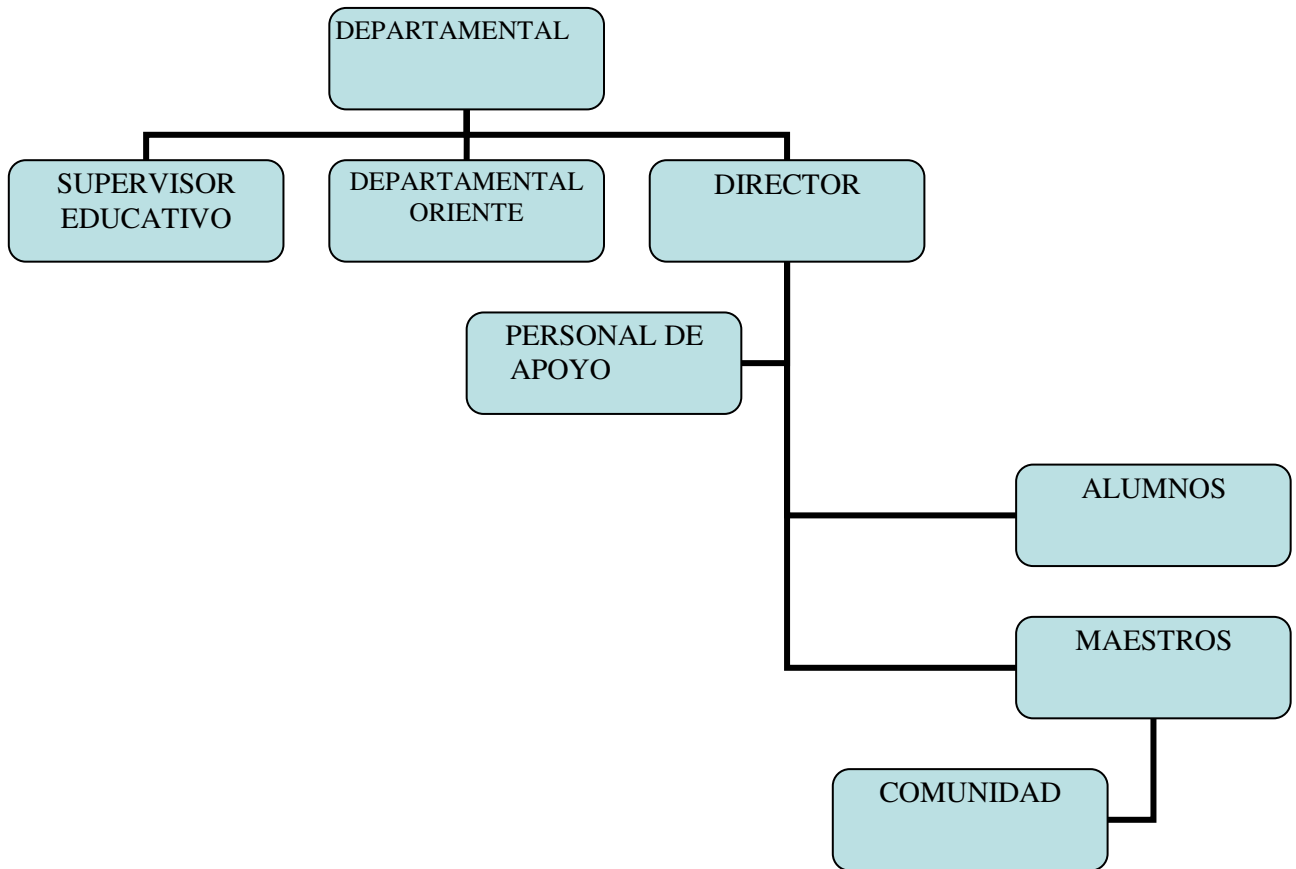 DEPARTAMENTAL
SUPERVISOR
EDUCATIVO
DEPARTAMENTAL
ORIENTE
DIRECTOR
PERSONAL DE
APOYO
ALUMNOS
MAESTROS
COMUNIDAD